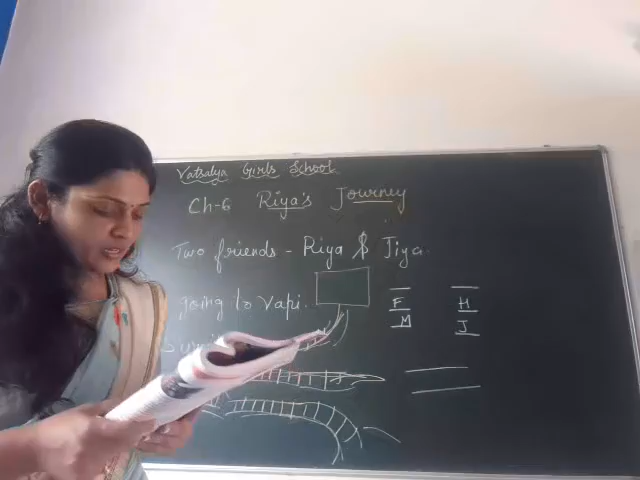 Vatsalya Girls School
Ch-6 Riya's Journey
Two friends - Riya & Jiya.
going to Vapi.
F H
M J